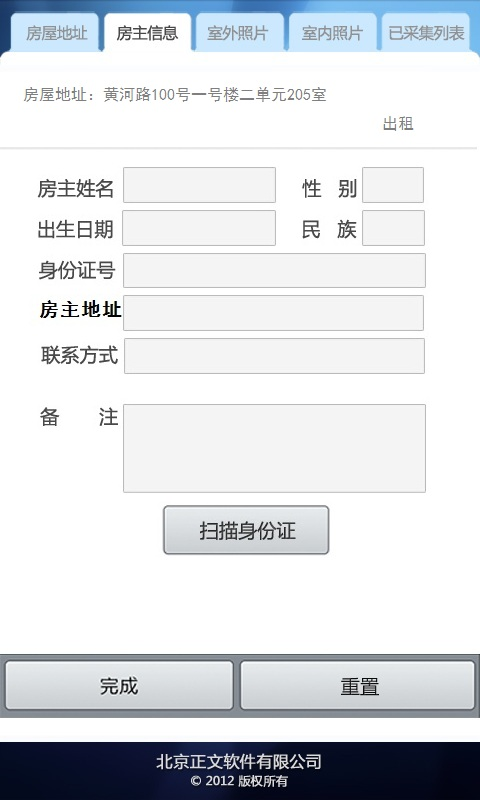 房屋地址 房主信息 室外照片 室内照片 已采集列表
房屋地址：黄河路100号一号楼二单元205室
出租
房主姓名 性 别
出生日期 民 族
身份证号
房主地址
联系方式
备 注
扫描身份证
完成 重置
北京正文软件有限公司
© 2012 版权所有